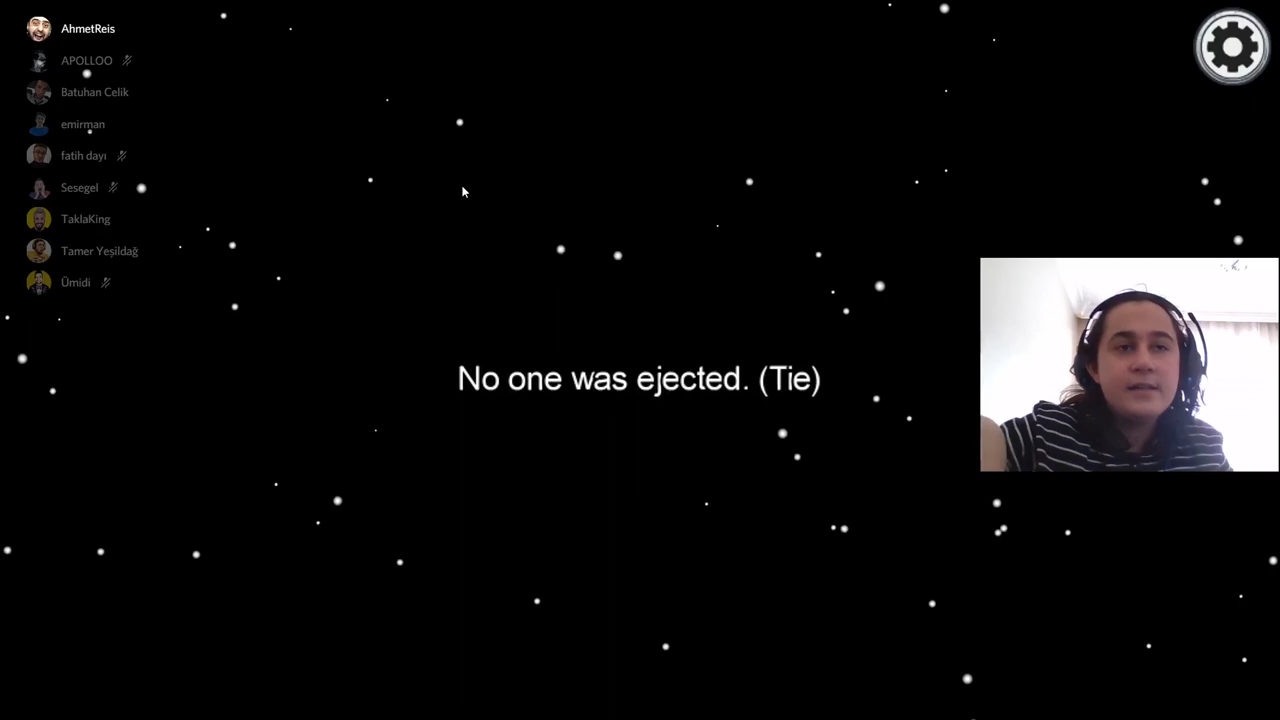 AhmetReis
APOLLOO
Batuhan Celik
emirman
fatih dayı
Sesegel
TaklaKing
Tamer Yeşildağ
Ümidi
No one was ejected. (Tie)